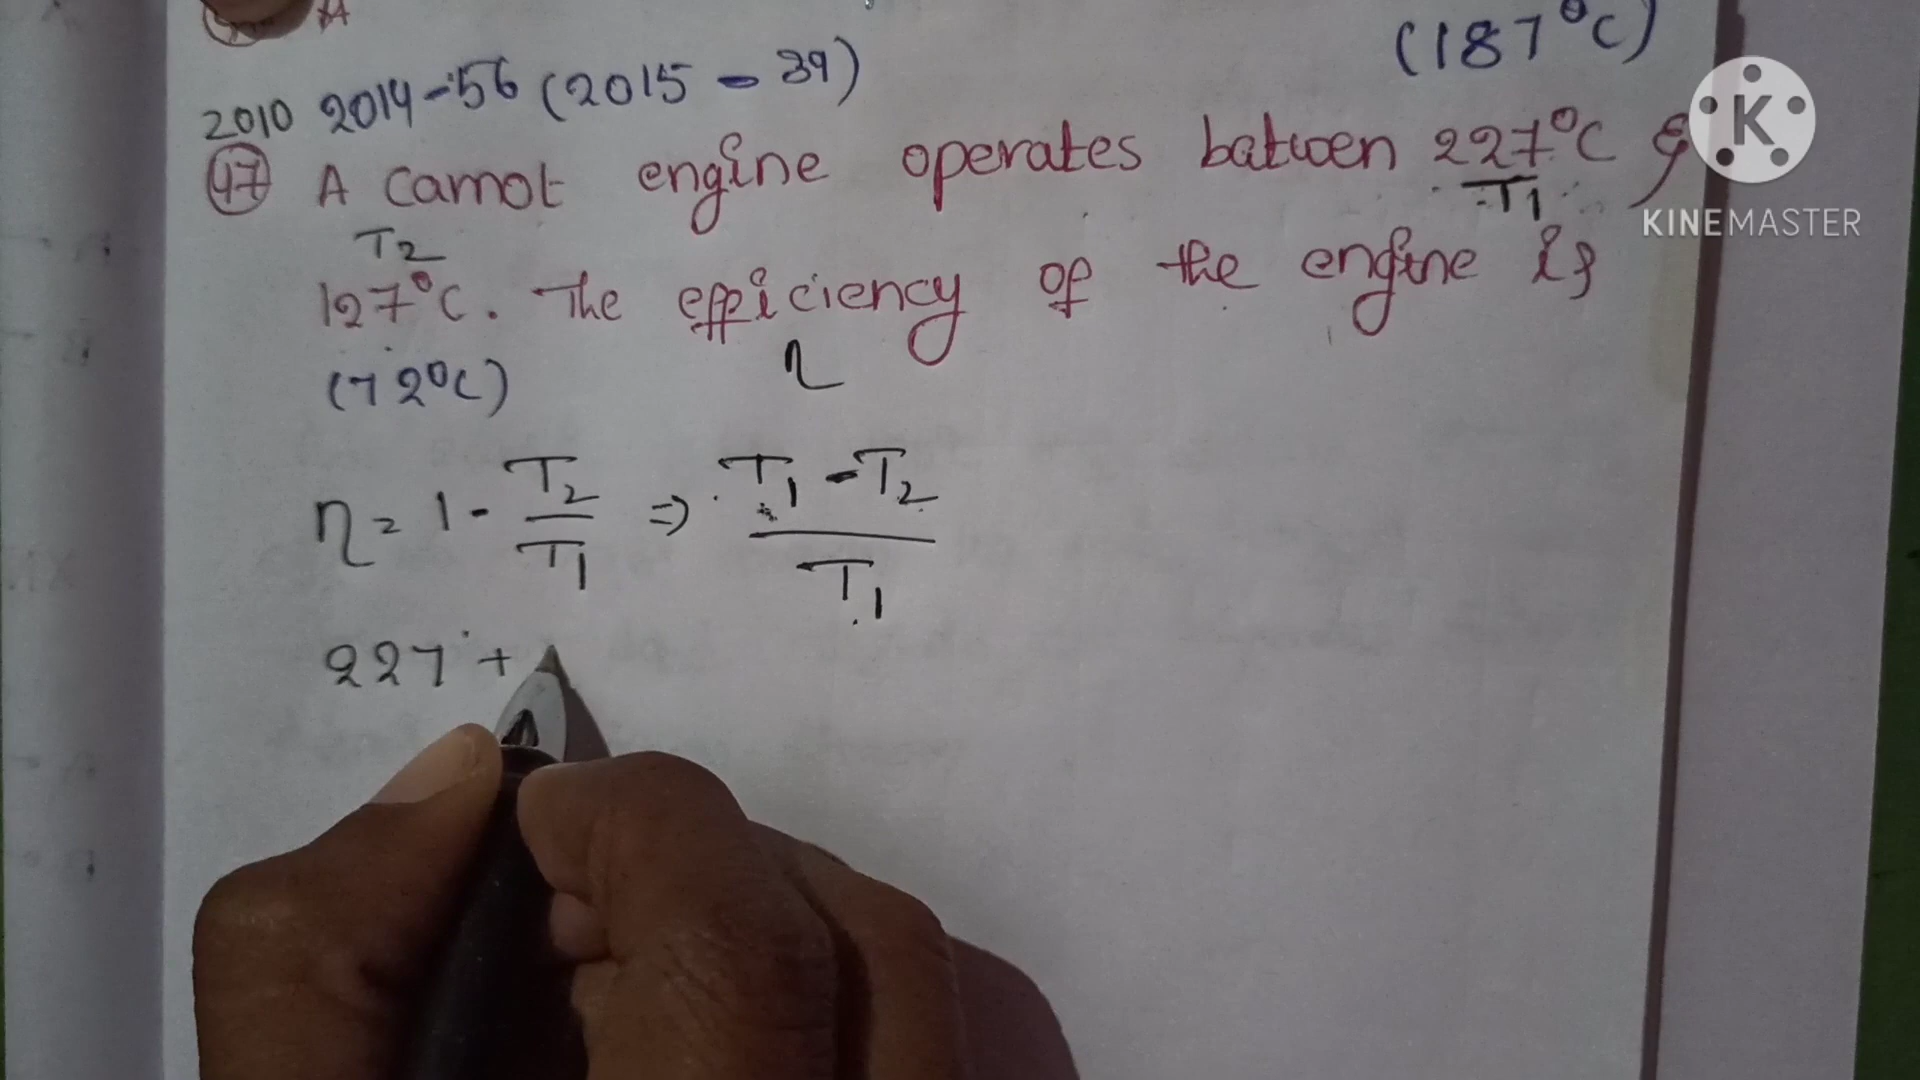 (187°C)
2010 2014-56 (2015 - 39)
47 A carnot engine operates batwen 227°C &
T1
T2
127°C. The efficiency of the engine is
(72°C) η
η = 1 - T2/T1 ⇒ T1 - T2/T1
227 +
K
KINEMASTER